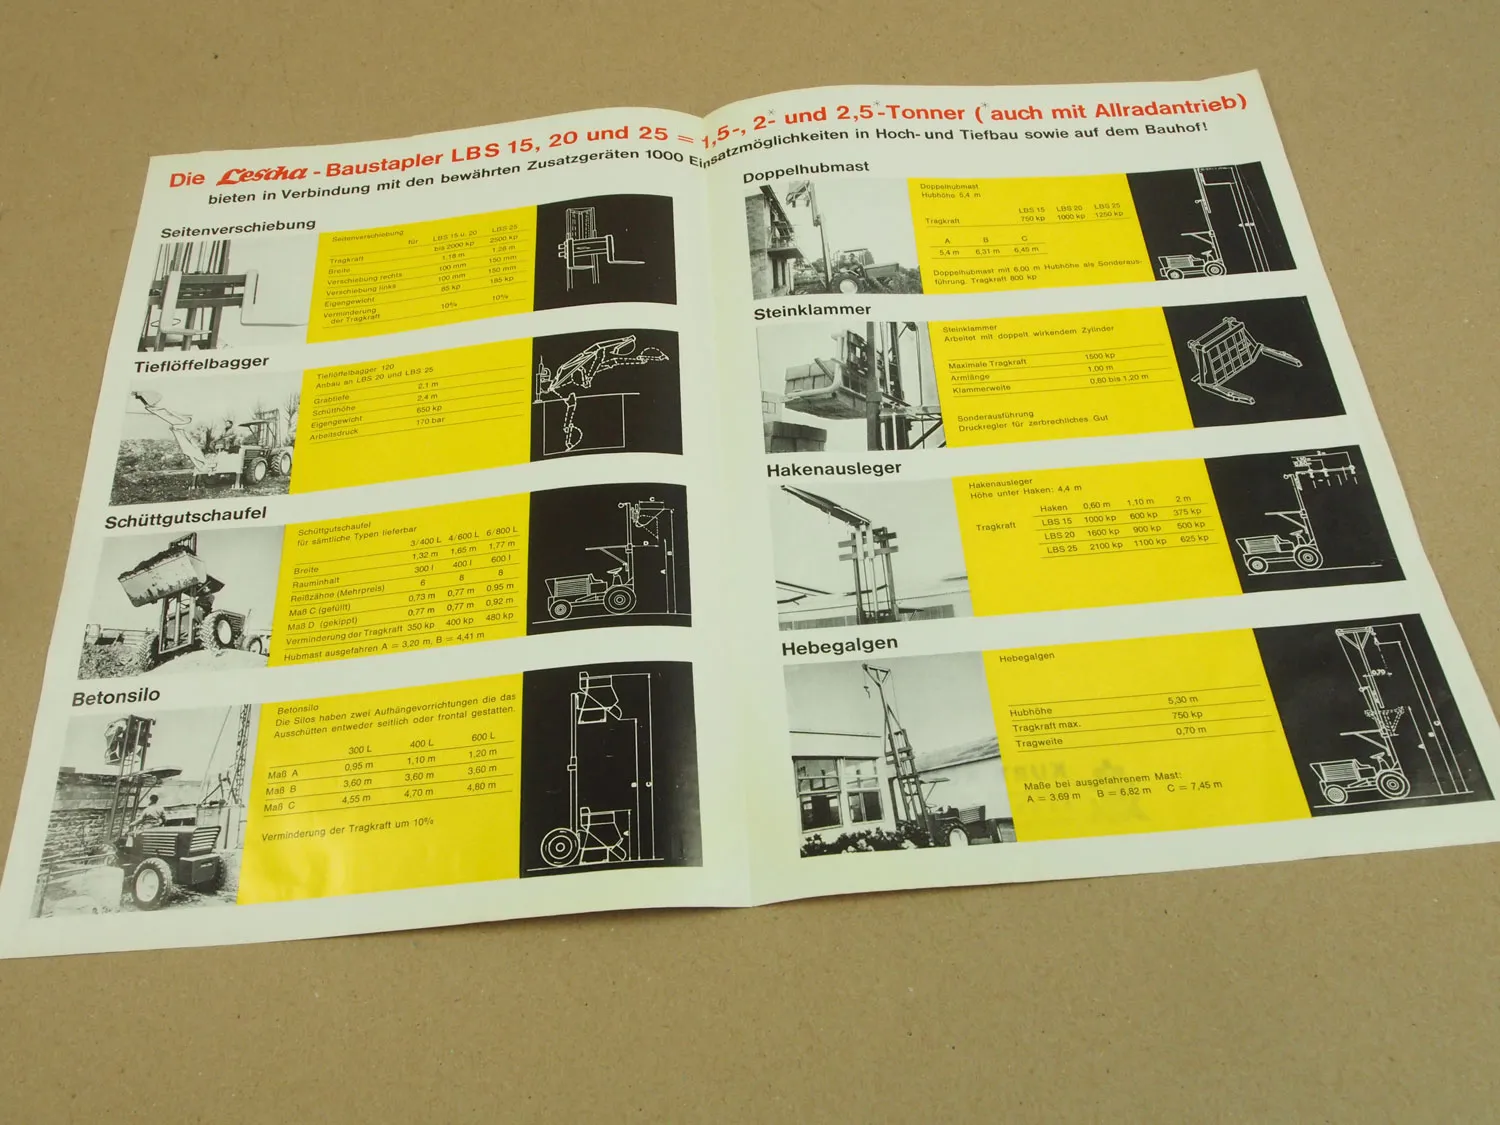 Die Lescha - Baustapler LBS 15, 20 und 25 = 1,5-, 2*- und 2,5*-Tonner (*auch mit Allradantrieb)
bieten in Verbindung mit den bewährten Zusatzgeräten 1000 Einsatzmöglichkeiten in Hoch- und Tiefbau sowie auf dem Bauhof!
Seitenverschiebung
Seitenverschiebung
für LBS 15 u. 20 LBS 25
Tragkraft bis 2000 kp 2500 kp
Breite 1,18 m 1,28 m
Verschiebung rechts 100 mm 150 mm
Verschiebung links 100 mm 150 mm
Eigengewicht 85 kp 185 kp
Verminderung
der Tragkraft 10% 10%
Tieflöffelbagger
Tieflöffelbagger 120
Anbau an LBS 20 und LBS 25
Grabtiefe 2,1 m
Schütthöhe 2,4 m
Eigengewicht 650 kp
Arbeitsdruck 170 bar
Schüttgutschaufel
Schüttgutschaufel
für sämtliche Typen lieferbar
3/400 L 4/600 L 6/800 L
Breite 1,32 m 1,65 m 1,77 m
Rauminhalt 300 l 400 l 600 l
Reißzähne (Mehrpreis) 6 8 8
Maß C (gefüllt) 0,73 m 0,77 m 0,95 m
Maß D (gekippt) 0,77 m 0,77 m 0,92 m
Verminderung der Tragkraft 350 kp 400 kp 480 kp
Hubmast ausgefahren A = 3,20 m, B = 4,41 m
Betonsilo
Betonsilo
Die Silos haben zwei Aufhängevorrichtungen die das
Ausschütten entweder seitlich oder frontal gestatten.
300 L 400 L 600 L
Maß A 0,95 m 1,10 m 1,20 m
Maß B 3,60 m 3,60 m 3.60 m
Maß C 4,55 m 4,70 m 4,80 m
Verminderung der Tragkraft um 10%
Doppelhubmast
Doppelhubmast
Hubhöhe 5,4 m
LBS 15 LBS 20 LBS 25
Tragkraft 750 kp 1000 kp 1250 kp
A B C
5,4 m 6,31 m 6,45 m
Doppelhubmast mit 6,00 m Hubhöhe als Sonderaus-
führung, Tragkraft 800 kp
Steinklammer
Steinklammer
Arbeitet mit doppelt wirkendem Zylinder
Maximale Tragkraft 1500 kp
Armlänge 1,00 m
Klammerweite 0,60 bis 1,20 m
Sonderausführung
Druckregler für zerbrechliches Gut
Hakenausleger
Hakenausleger
Höhe unter Haken: 4,4 m
Haken 0,60 m 1,10 m 2 m
Tragkraft LBS 15 1000 kp 600 kp 375 kp
LBS 20 1600 kp 900 kp 500 kp
LBS 25 2100 kp 1100 kp 625 kp
Hebegalgen
Hebegalgen
Hubhöhe 5,30 m
Tragkraft max. 750 kp
Tragweite 0,70 m
Maße bei ausgefahrenem Mast:
A = 3.69 m B = 6,82 m C = 7,45 m
0,70